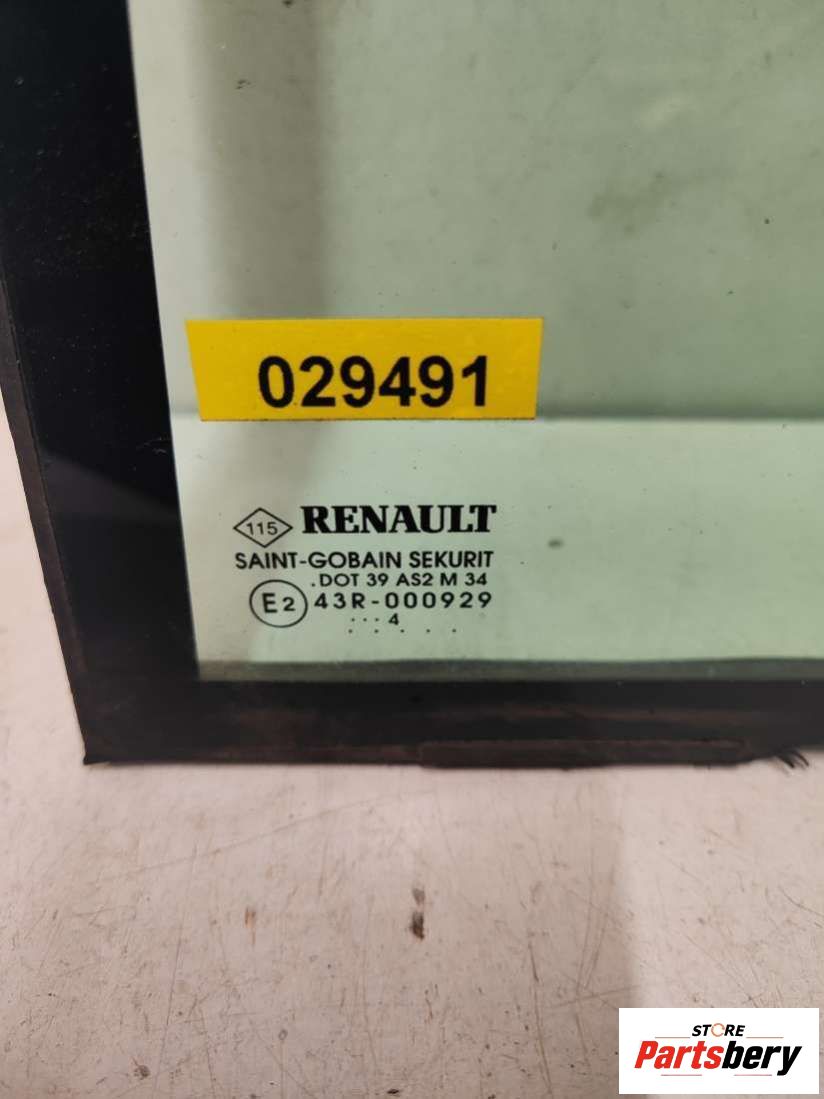 029491
115 RENAULT
SAINT-GOBAIN SEKURIT
.DOT 39 AS2 M 34
E2 43R-000929
... 4
. . . . .
STORE
Partsbery